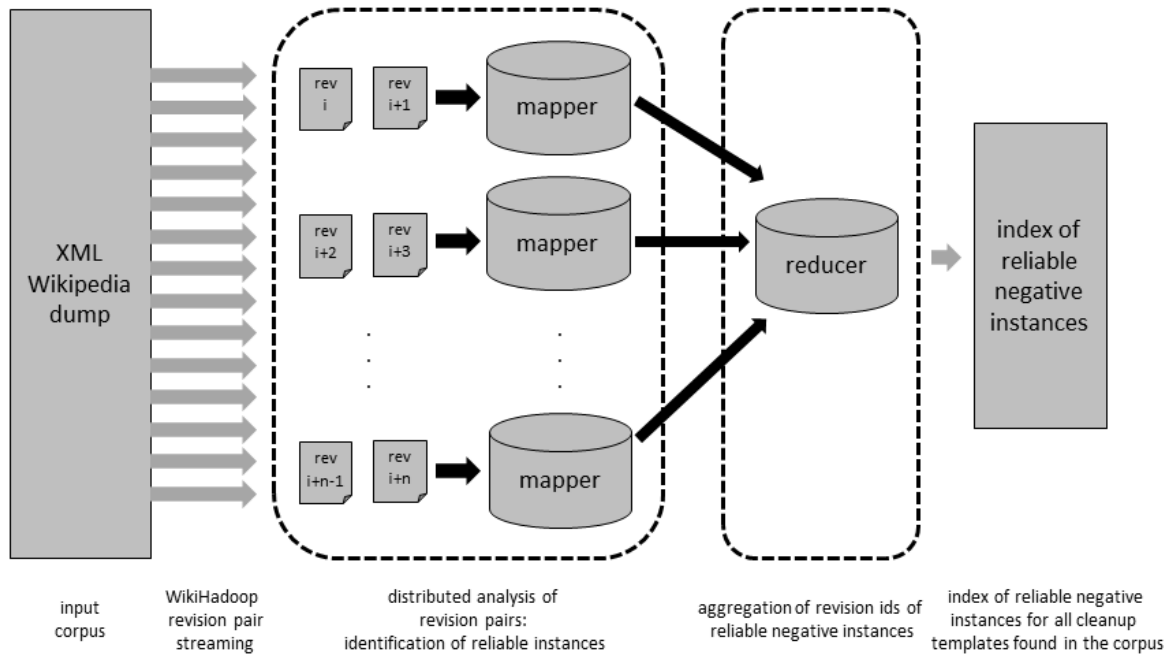 XML
Wikipedia
dump
rev
i
rev
i+1
mapper
rev
i+2
rev
i+3
mapper
.
.
.
.
.
.
rev
i+n-1
rev
i+n
mapper
reducer
index of
reliable
negative
instances
input
corpus
WikiHadoop
revision pair
streaming
distributed analysis of
revision pairs:
identification of reliable instances
aggregation of revision ids of
reliable negative instances
index of reliable negative
instances for all cleanup
templates found in the corpus